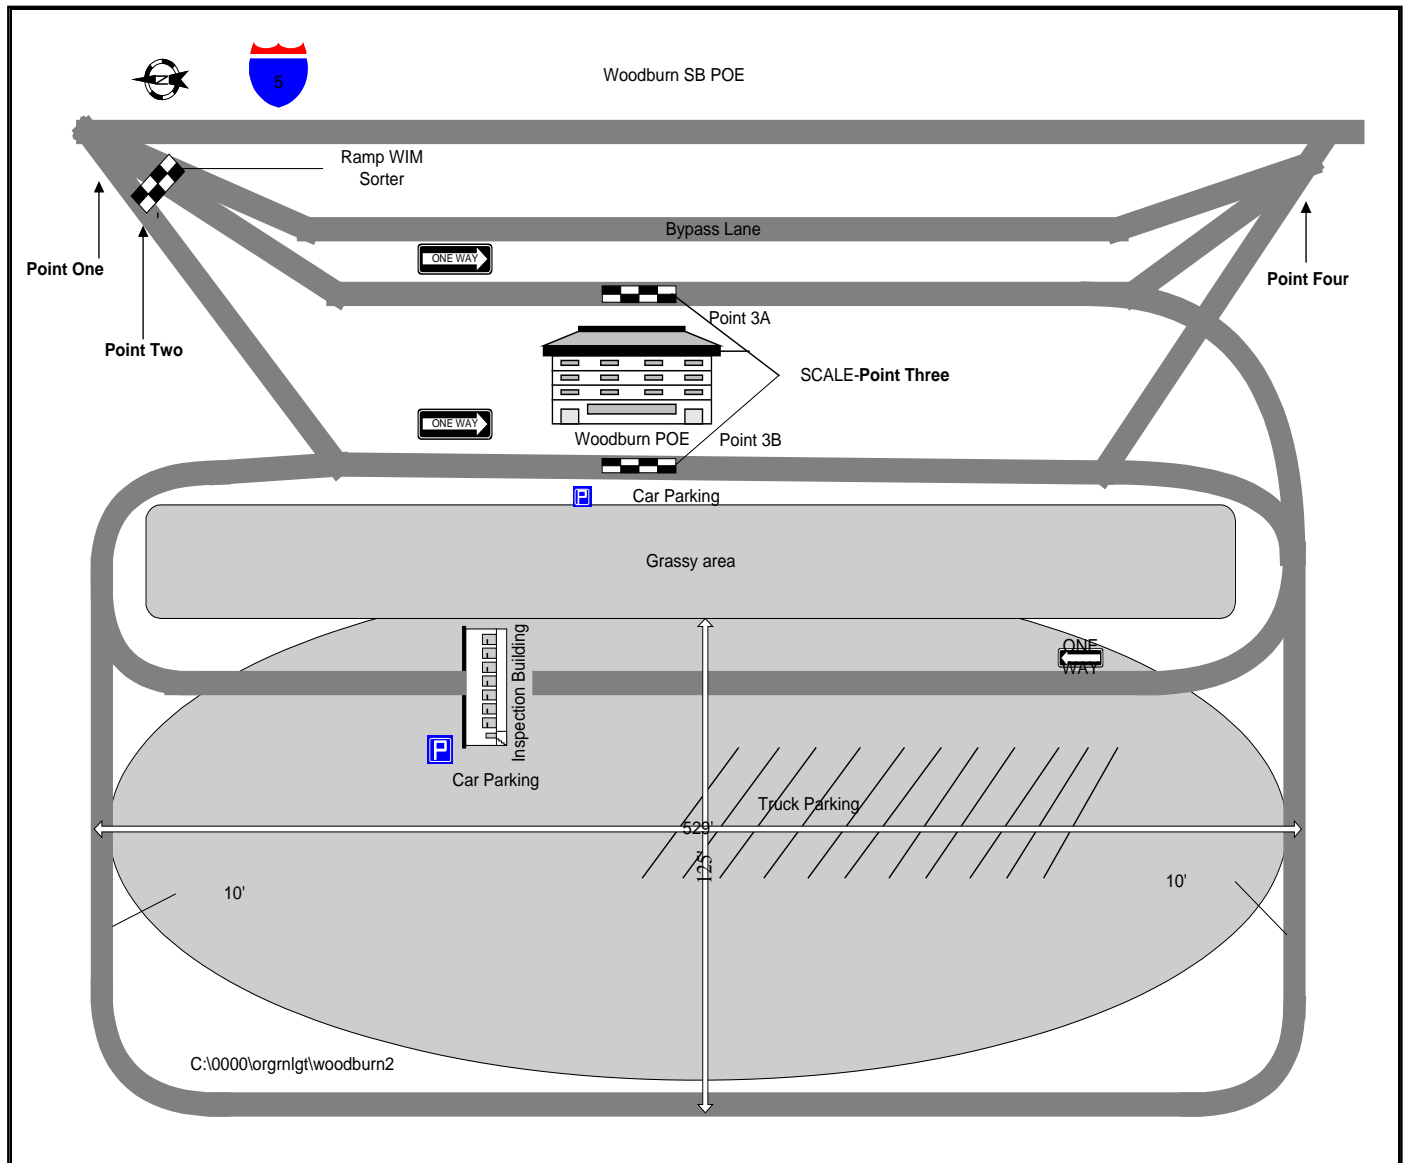 Woodburn SB POE
N
5
Ramp WIM
Sorter
Bypass Lane
ONE WAY
Point One
Point Four
Point 3A
Point Two
SCALE-Point Three
ONE WAY
Woodburn POE
Point 3B
P
Car Parking
Grassy area
Inspection Building
ONE
WAY
P
Car Parking
Truck Parking
529'
125'
10'
10'
C:\0000\orgrnlgt\woodburn2